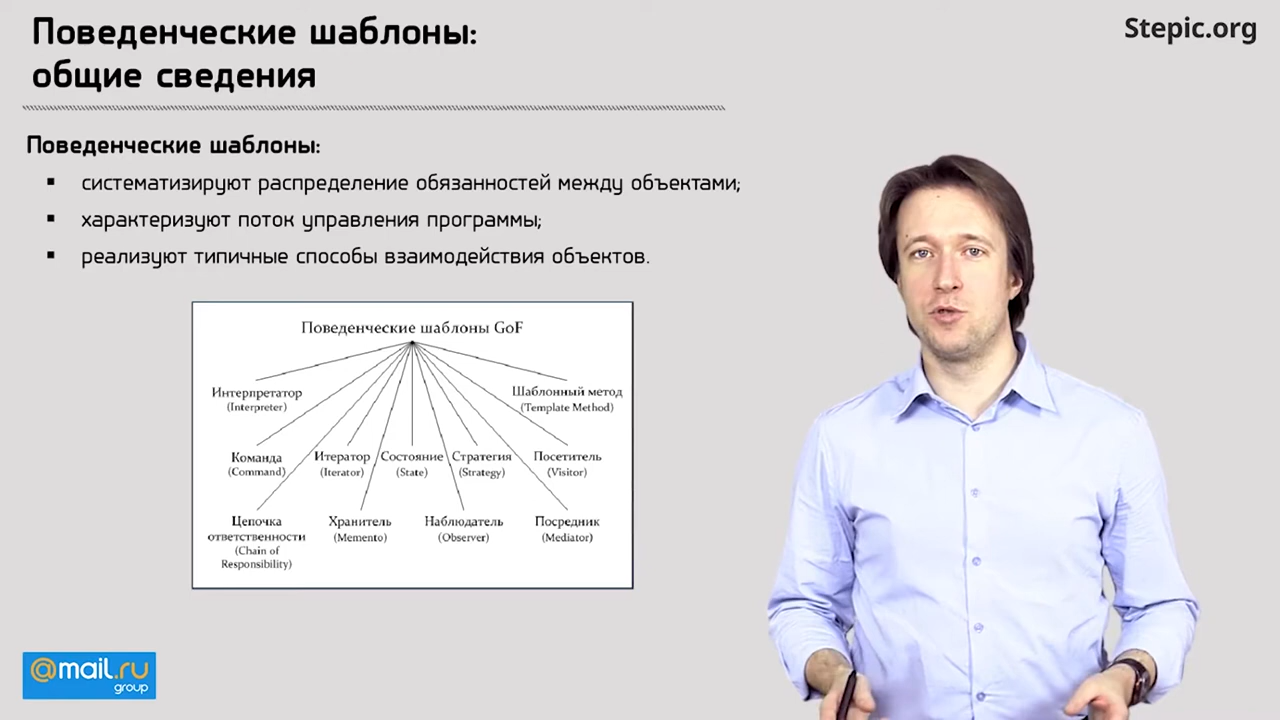 Поведенческие шаблоны:
общие сведения
Stepic.org
Поведенческие шаблоны:
▪ систематизируют распределение обязанностей между объектами;
▪ характеризуют поток управления программы;
▪ реализуют типичные способы взаимодействия объектов.
Поведенческие шаблоны GoF
Интерпретатор
(Interpreter)
Шаблонный метод
(Template Method)
Команда
(Command)
Итератор
(Iterator)
Состояние
(State)
Стратегия
(Strategy)
Посетитель
(Visitor)
Цепочка
ответственности
(Chain of
Responsibility)
Хранитель
(Memento)
Наблюдатель
(Observer)
Посредник
(Mediator)
@mail.ru
group